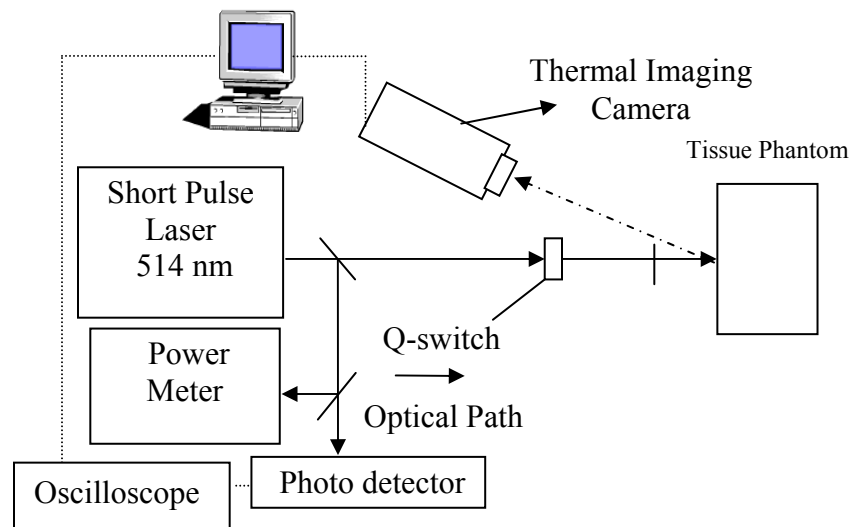 Thermal Imaging
Camera
Tissue Phantom
Short Pulse
Laser
514 nm
Q-switch
Power
Meter
Optical Path
Oscilloscope
Photo detector